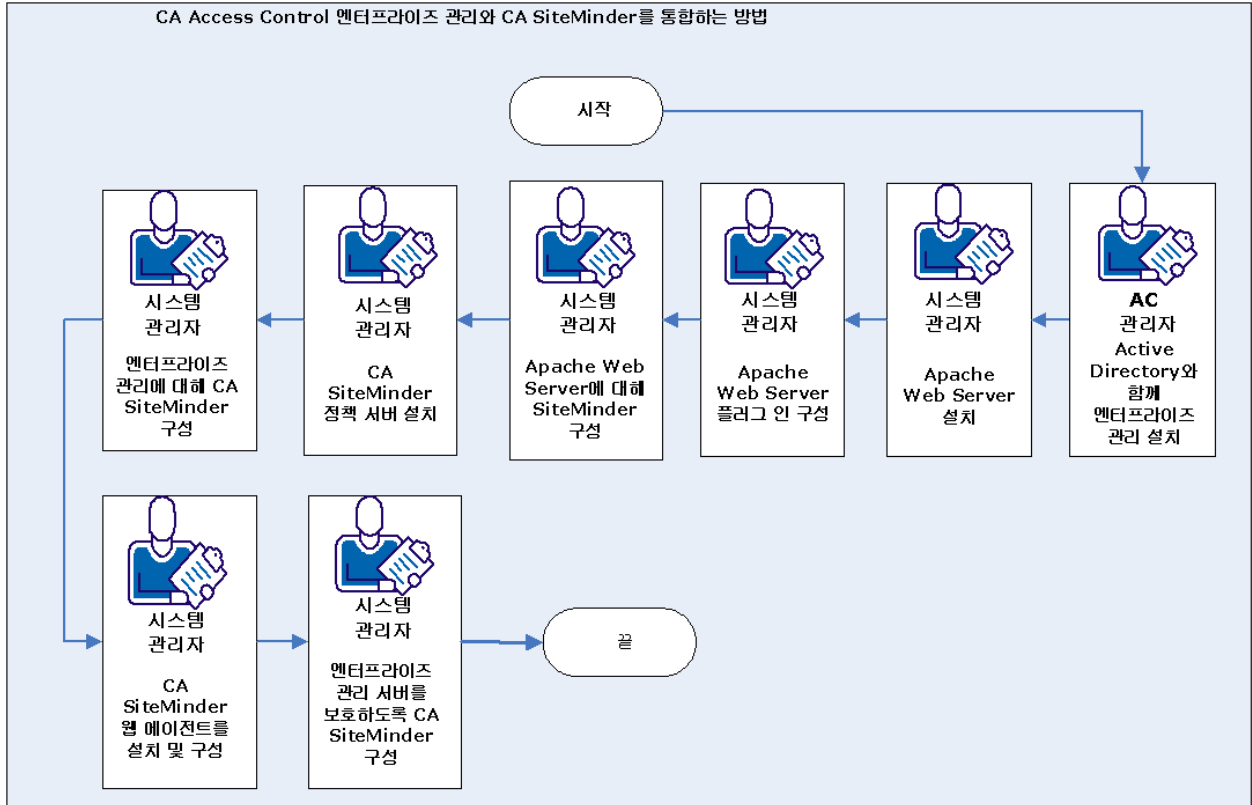 CA Access Control 엔터프라이즈 관리와 CA SiteMinder를 통합하는 방법
시작
시스템
관리자
엔터프라이즈
관리에 대해 CA
SiteMinder
구성
시스템
관리자
CA
SiteMinder
정책 서버 설치
시스템
관리자
Apache Web
Server에 대해
SiteMinder
구성
시스템
관리자
Apache
Web Server
플러그 인 구성
시스템
관리자
Apache
Web Server
설치
AC
관리자
Active
Directory와
함께
엔터프라이즈
관리 설치
시스템
관리자
CA
SiteMinder
웹 에이전트를
설치 및 구성
시스템
관리자
엔터프라이즈
관리 서버를
보호하도록 CA
SiteMinder
구성
끝